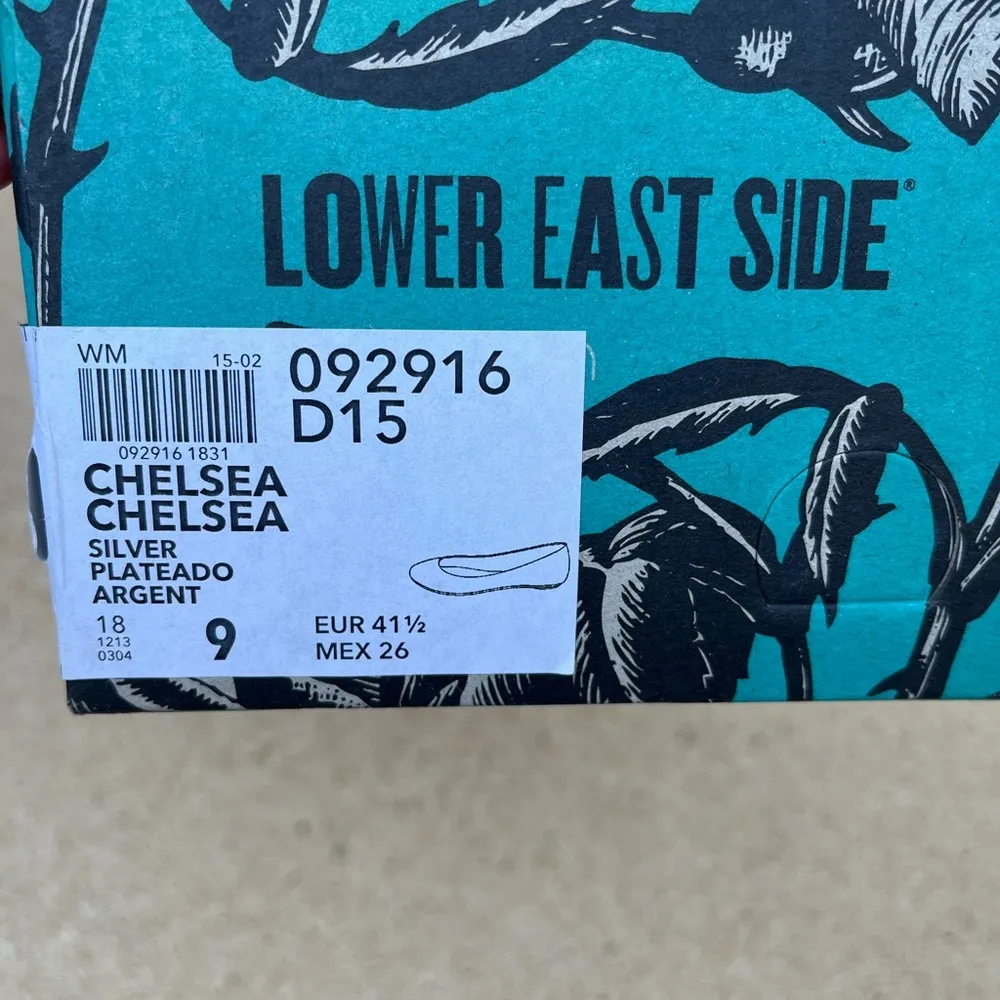 LOWER EAST SIDE®
WM 15-02
092916 1831
092916
D15
CHELSEA
CHELSEA
SILVER
PLATEADO
ARGENT
18
1213
0304
9
EUR 41½
MEX 26